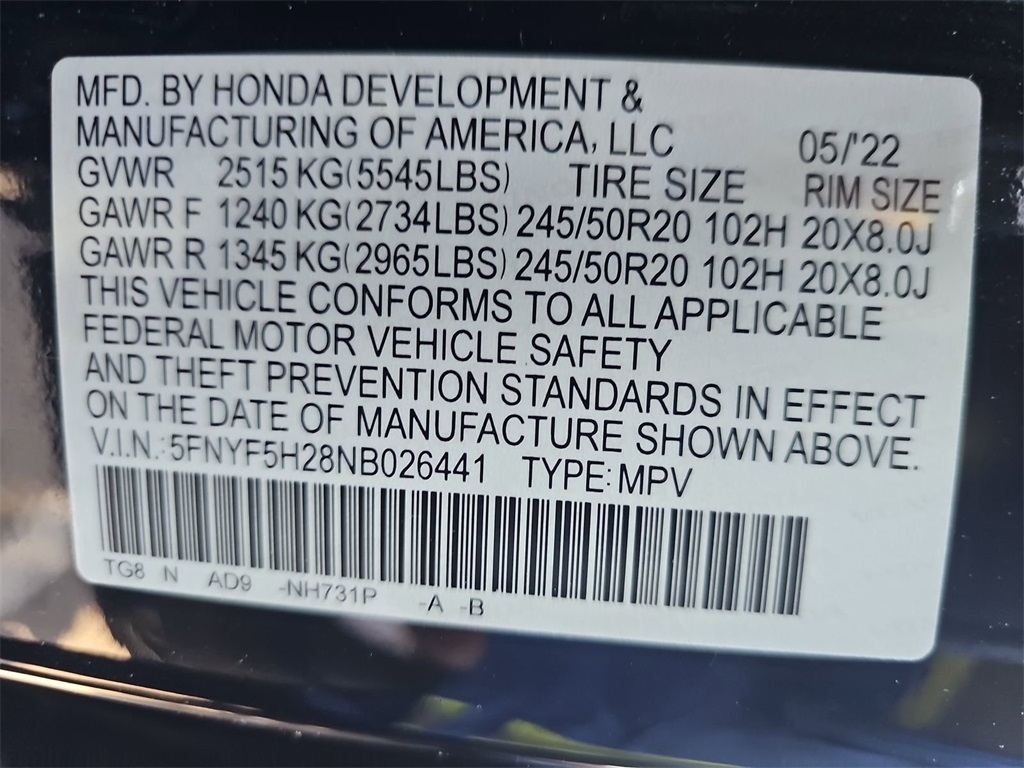 MFD. BY HONDA DEVELOPMENT &
MANUFACTURING OF AMERICA, LLC 05/'22
GVWR 2515 KG(5545LBS) TIRE SIZE RIM SIZE
GAWR F 1240 KG(2734LBS) 245/50R20 102H 20X8.0J
GAWR R 1345 KG(2965LBS) 245/50R20 102H 20X8.0J
THIS VEHICLE CONFORMS TO ALL APPLICABLE
FEDERAL MOTOR VEHICLE SAFETY
AND THEFT PREVENTION STANDARDS IN EFFECT
ON THE DATE OF MANUFACTURE SHOWN ABOVE.
V.I.N.: 5FNYF5H28NB026441 TYPE: MPV
TG8 N AD9 -NH731P -A -B